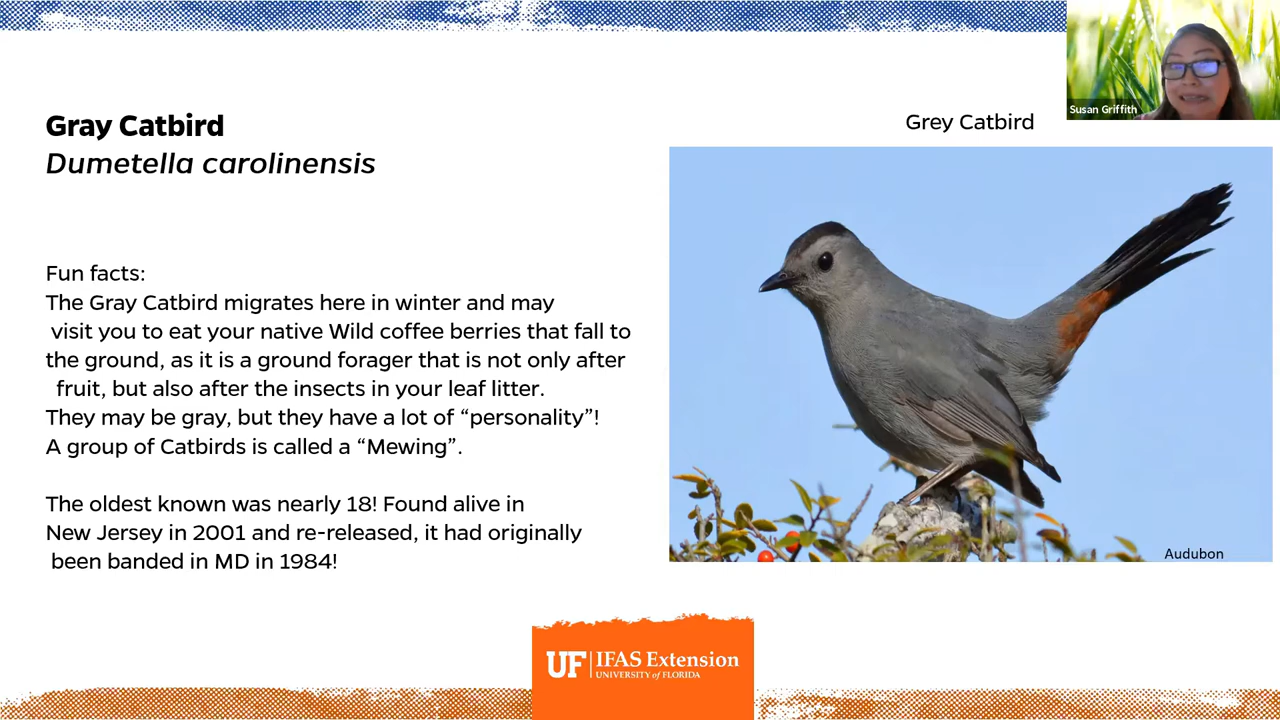 Gray Catbird
Dumetella carolinensis
Fun facts:
The Gray Catbird migrates here in winter and may
visit you to eat your native Wild coffee berries that fall to
the ground, as it is a ground forager that is not only after
fruit, but also after the insects in your leaf litter.
They may be gray, but they have a lot of “personality”!
A group of Catbirds is called a “Mewing”.
The oldest known was nearly 18! Found alive in
New Jersey in 2001 and re-released, it had originally
been banded in MD in 1984!
Grey Catbird
Susan Griffith
Audubon
UF IFAS Extension
UNIVERSITY of FLORIDA